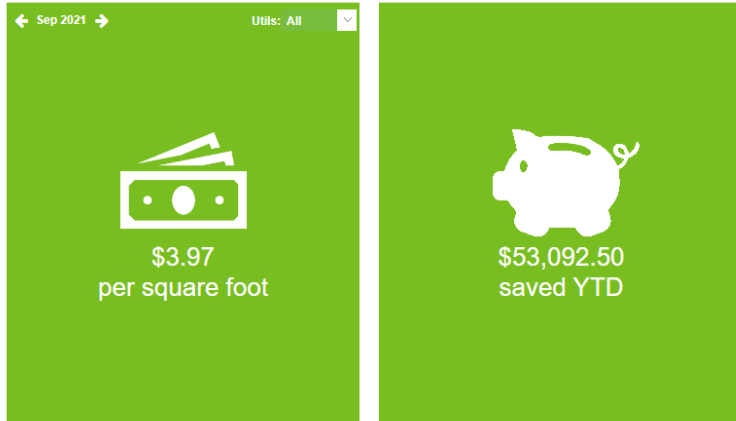 Sep 2021
Utils: All
$3.97
per square foot
$53,092.50
saved YTD